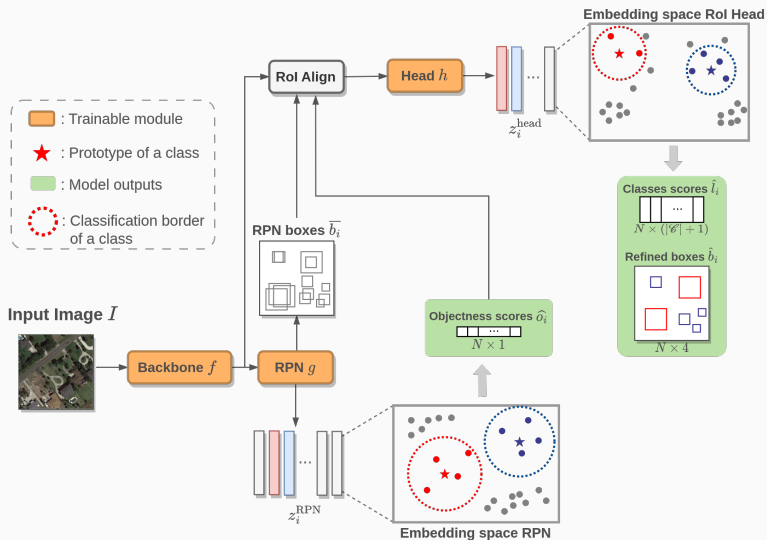 Embedding space RoI Head
RoI Align
Head h
...
z_i^head
: Trainable module
: Prototype of a class
: Model outputs
: Classification border
of a class
Classes scores l̂_i
...
N × (|𝒞| + 1)
Refined boxes b̂_i
N × 4
RPN boxes b̅_i
Input Image I
Backbone f
RPN g
Objectness scores ô_i
...
N × 1
...
z_i^RPN
Embedding space RPN